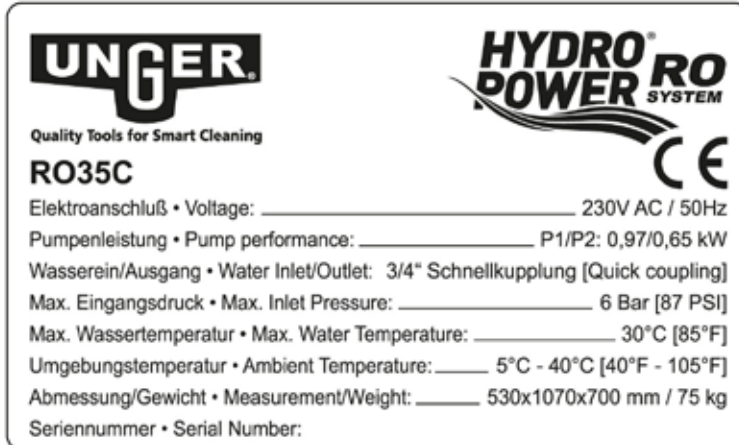 UNGER®
Quality Tools for Smart Cleaning
HYDRO®
POWER RO
SYSTEM
CE
RO35C
Elektroanschluß • Voltage: 230V AC / 50Hz
Pumpenleistung • Pump performance: P1/P2: 0,97/0,65 kW
Wasserein/Ausgang • Water Inlet/Outlet: 3/4“ Schnellkupplung [Quick coupling]
Max. Eingangsdruck • Max. Inlet Pressure: 6 Bar [87 PSI]
Max. Wassertemperatur • Max. Water Temperature: 30°C [85°F]
Umgebungstemperatur • Ambient Temperature: 5°C - 40°C [40°F - 105°F]
Abmessung/Gewicht • Measurement/Weight: 530x1070x700 mm / 75 kg
Seriennummer • Serial Number: